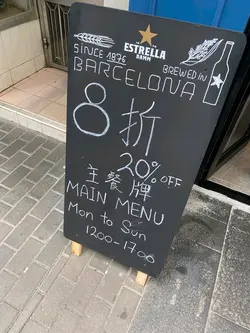 ESTRELLA
DAMM
SINCE 1876
BREWED IN
BARCELONA
8折
20% OFF
主餐牌
MAIN MENU
Mon to Sun
1200-1700